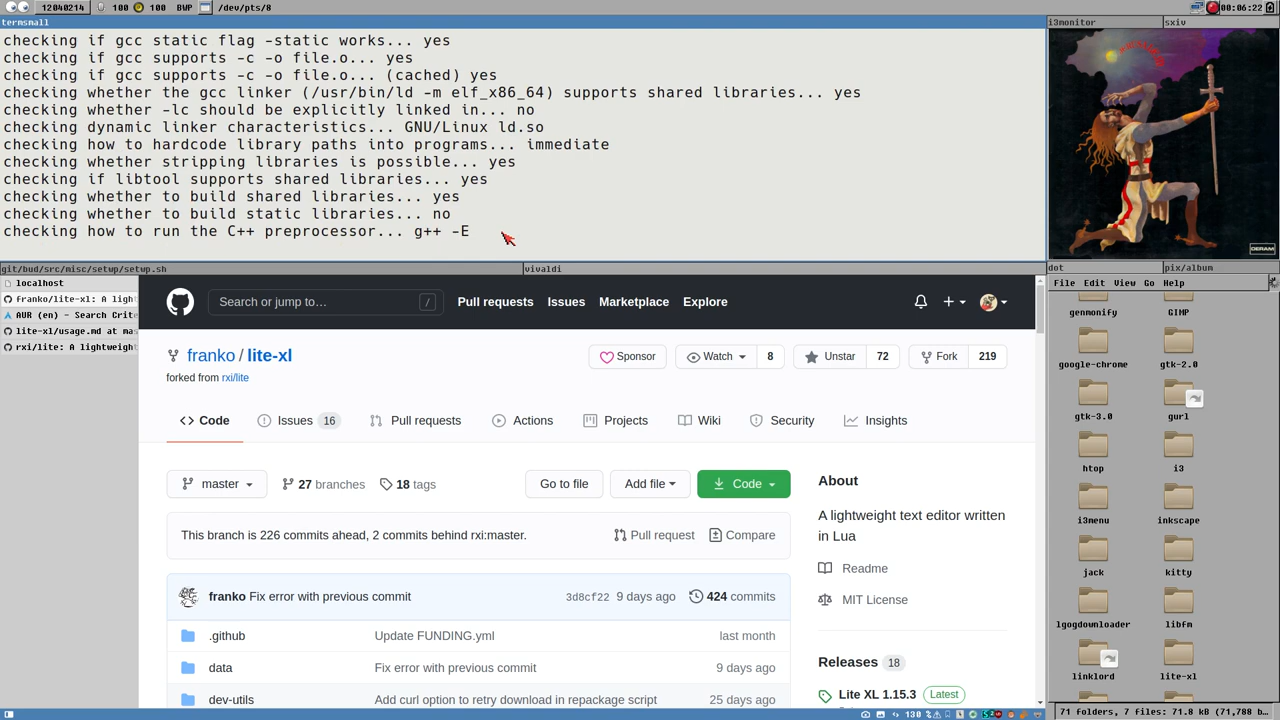 12040214 100 100 BWP /dev/pts/8 00:06:22
termsmall
checking if gcc static flag -static works... yes
checking if gcc supports -c -o file.o... yes
checking if gcc supports -c -o file.o... (cached) yes
checking whether the gcc linker (/usr/bin/ld -m elf_x86_64) supports shared libraries... yes
checking whether -lc should be explicitly linked in... no
checking dynamic linker characteristics... GNU/Linux ld.so
checking how to hardcode library paths into programs... immediate
checking whether stripping libraries is possible... yes
checking if libtool supports shared libraries... yes
checking whether to build shared libraries... yes
checking whether to build static libraries... no
checking how to run the C++ preprocessor... g++ -E
i3monitor sxiv
DERAM
git/bud/src/misc/setup/setup.sh vivaldi
localhost
franko/lite-xl: A ligh
AUR (en) - Search Crite
lite-xl/usage.md at ma
rxi/lite: A lightweight
Search or jump to… /
Pull requests Issues Marketplace Explore
franko / lite-xl
forked from rxi/lite
Sponsor Watch 8 Unstar 72 Fork 219
Code Issues 16 Pull requests Actions Projects Wiki Security Insights
master 27 branches 18 tags Go to file Add file Code
This branch is 226 commits ahead, 2 commits behind rxi:master. Pull request Compare
franko Fix error with previous commit 3d8cf22 9 days ago 424 commits
.github Update FUNDING.yml last month
data Fix error with previous commit 9 days ago
dev-utils Add curl option to retry download in repackage script 25 days ago
About
A lightweight text editor written
in Lua
Readme
MIT License
Releases 18
Lite XL 1.15.3 Latest
dot pix/album
File Edit View Go Help
genmonify GIMP
google-chrome gtk-2.0
gtk-3.0 gurl
htop i3
i3menu inkscape
jack kitty
lgogdownloader libfm
linklord lite-xl
71 folders, 7 files: 71.8 kB (71,788 b…
130